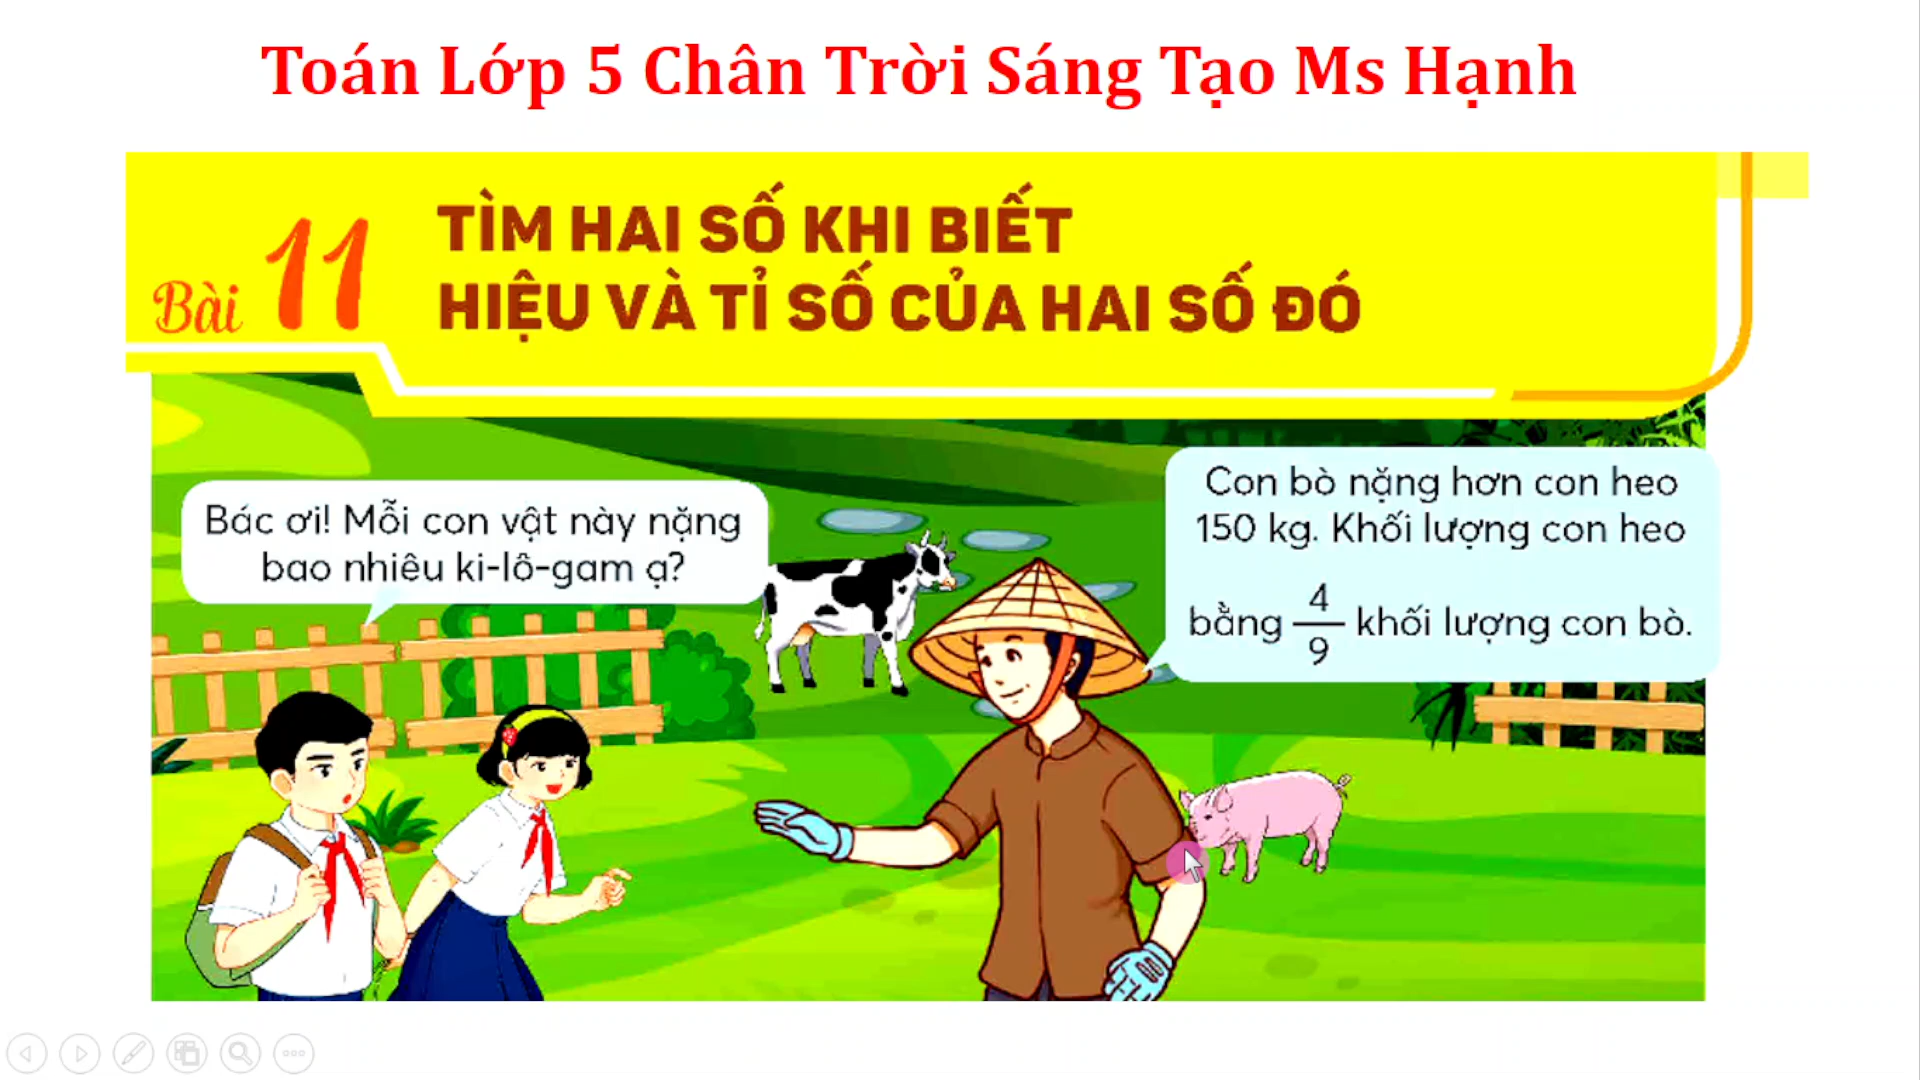 Toán Lớp 5 Chân Trời Sáng Tạo Ms Hạnh
Bài 11
TÌM HAI SỐ KHI BIẾT
HIỆU VÀ TỈ SỐ CỦA HAI SỐ ĐÓ
Bác ơi! Mỗi con vật này nặng
bao nhiêu ki-lô-gam ạ?
Con bò nặng hơn con heo
150 kg. Khối lượng con heo
bằng 4/9 khối lượng con bò.